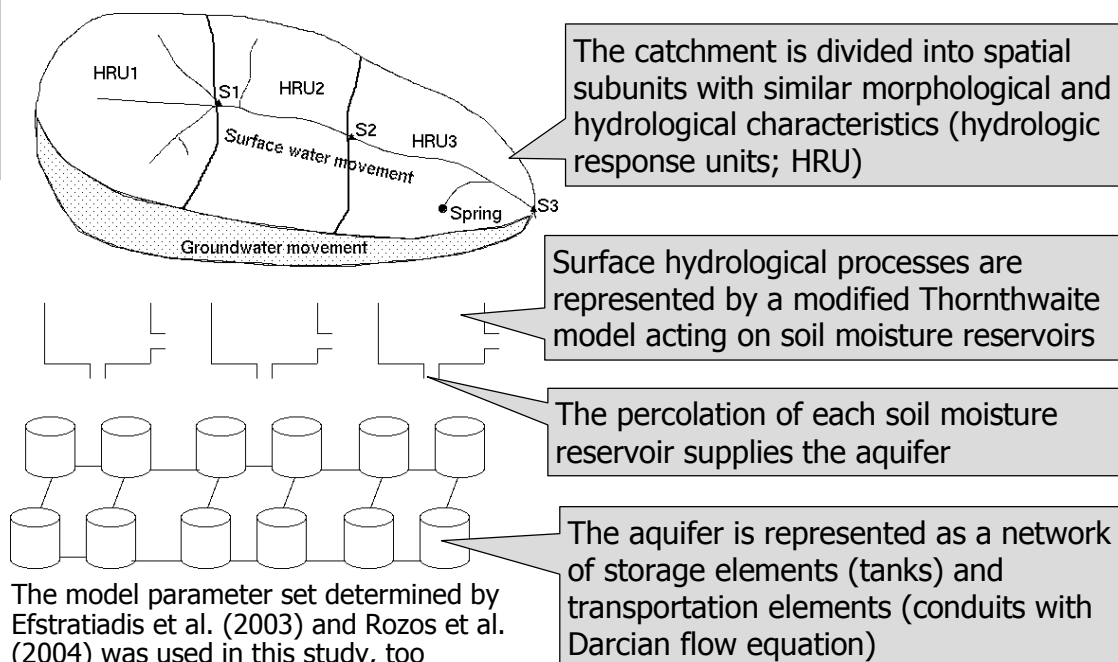 HRU1
HRU2
S1
S2
HRU3
Surface water movement
Spring
S3
Groundwater movement
The catchment is divided into spatial
subunits with similar morphological and
hydrological characteristics (hydrologic
response units; HRU)
Surface hydrological processes are
represented by a modified Thornthwaite
model acting on soil moisture reservoirs
The percolation of each soil moisture
reservoir supplies the aquifer
The aquifer is represented as a network
of storage elements (tanks) and
transportation elements (conduits with
Darcian flow equation)
The model parameter set determined by
Efstratiadis et al. (2003) and Rozos et al.
(2004) was used in this study, too